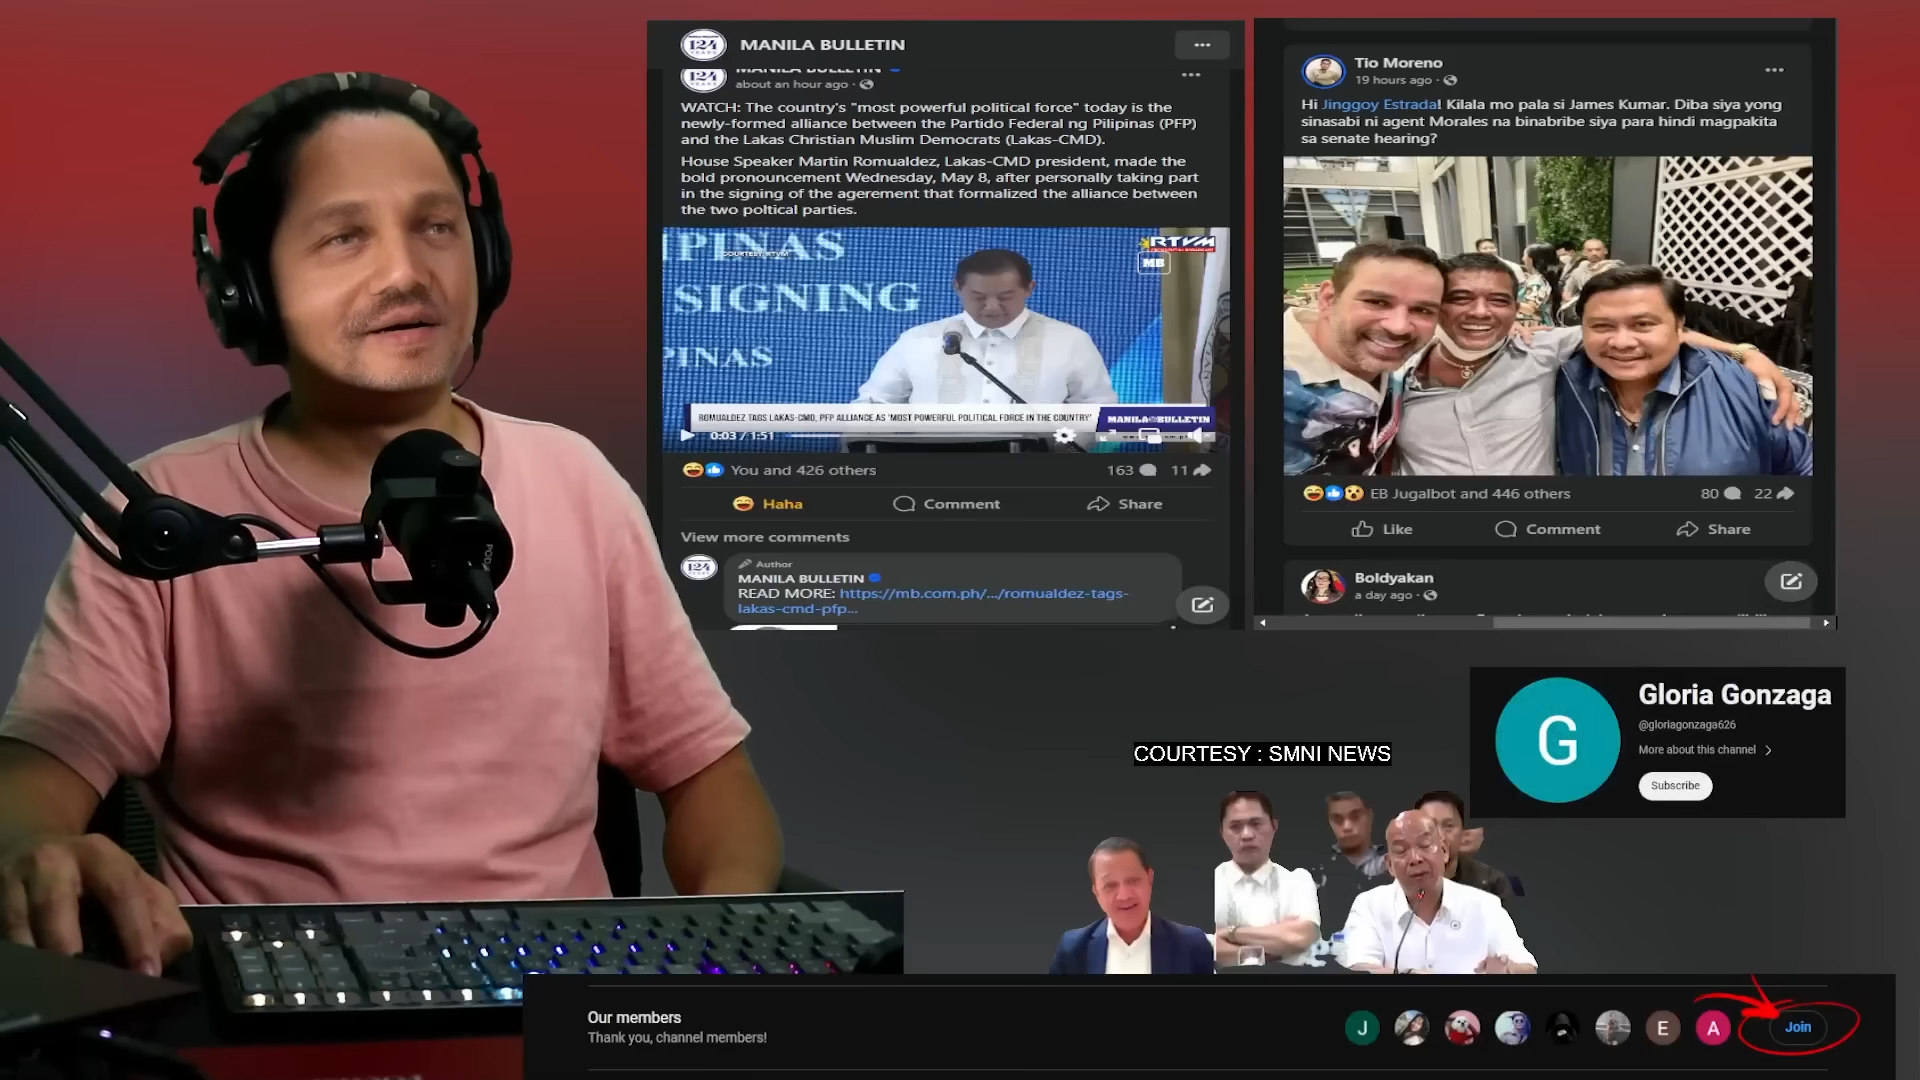 124
YEARS
MANILA BULLETIN
124
MANILA BULLETIN
about an hour ago ·
WATCH: The country's "most powerful political force" today is the
newly-formed alliance between the Partido Federal ng Pilipinas (PFP)
and the Lakas Christian Muslim Democrats (Lakas-CMD).
House Speaker Martin Romualdez, Lakas-CMD president, made the
bold pronouncement Wednesday, May 8, after personally taking part
in the signing of the agerement that formalized the alliance between
the two poltical parties.
IPINAS
COURTESY: RTVM
SIGNING
PINAS
RTVM
MB
ROMUALDEZ TAGS LAKAS-CMD, PFP ALLIANCE AS 'MOST POWERFUL POLITICAL FORCE IN THE COUNTRY'
MANILA BULLETIN
0:03 / 1:51
You and 426 others
163
11
Haha
Comment
Share
View more comments
124
Author
MANILA BULLETIN
READ MORE: https://mb.com.ph/.../romualdez-tags-
lakas-cmd-pfp...
Tio Moreno
19 hours ago ·
Hi Jinggoy Estrada! Kilala mo pala si James Kumar. Diba siya yong
sinasabi ni agent Morales na binabribe siya para hindi magpakita
sa senate hearing?
EB Jugalbot and 446 others
80
22
Like
Comment
Share
Boldyakan
a day ago ·
G
Gloria Gonzaga
@gloriagonzaga626
More about this channel
Subscribe
COURTESY : SMNI NEWS
Our members
Thank you, channel members!
J
E
A
Join